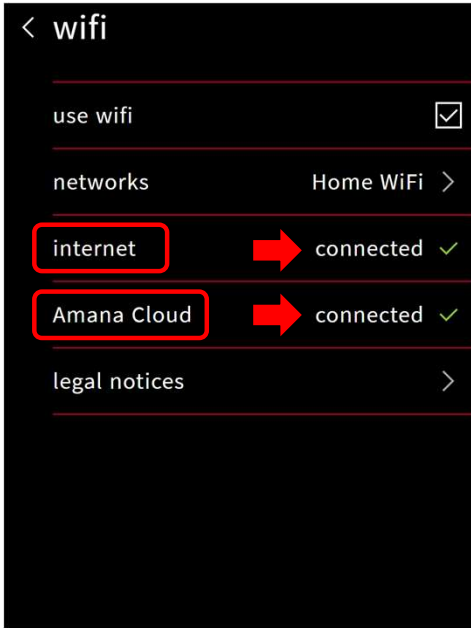 wifi
use wifi
networks Home WiFi
internet connected
Amana Cloud connected
legal notices